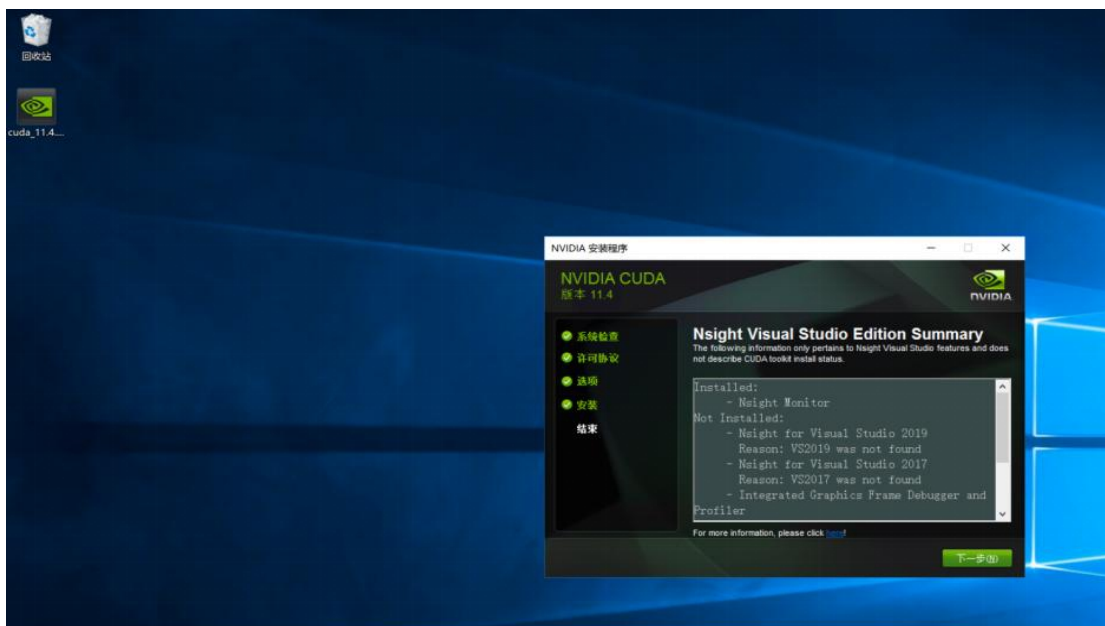 回收站
cuda_11.4....
NVIDIA 安装程序
NVIDIA CUDA
版本 11.4
NVIDIA
系统检查
许可协议
选项
安装
结束
Nsight Visual Studio Edition Summary
The following information only pertains to Nsight Visual Studio features and does
not describe CUDA toolkit install status.
Installed:
- Nsight Monitor
Not Installed:
- Nsight for Visual Studio 2019
Reason: VS2019 was not found
- Nsight for Visual Studio 2017
Reason: VS2017 was not found
- Integrated Graphics Frame Debugger and
Profiler
For more information, please click here!
下一步(N)